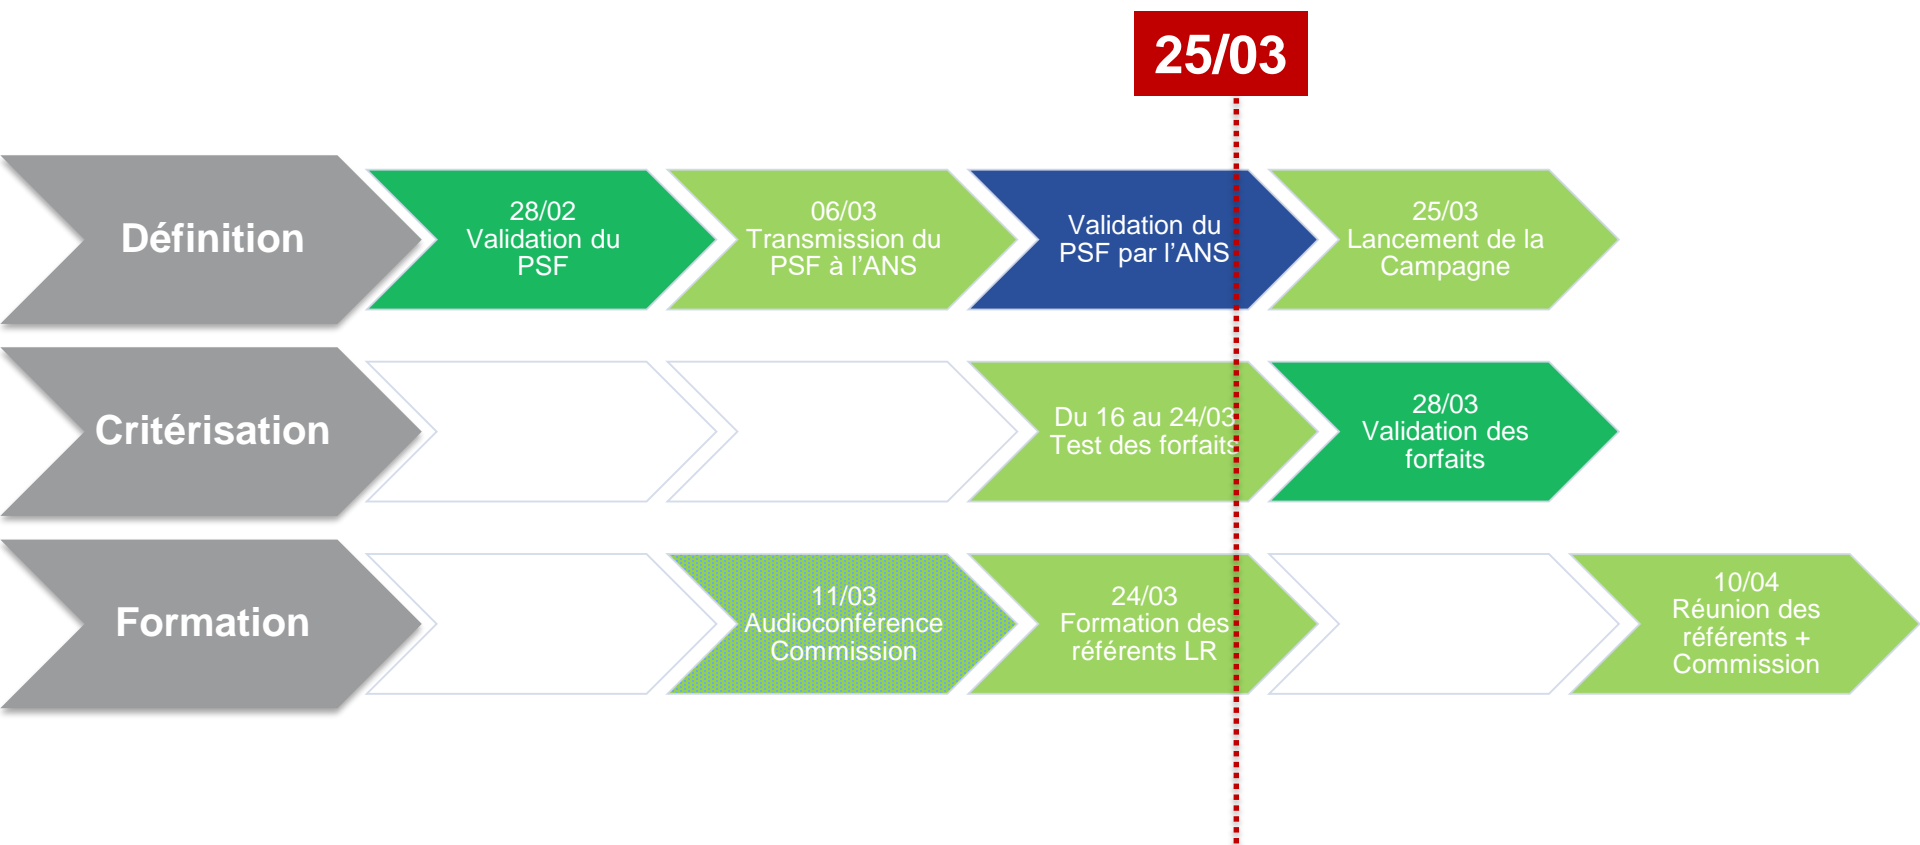 25/03
Définition
28/02
Validation du
PSF
06/03
Transmission du
PSF à l’ANS
Validation du
PSF par l’ANS
25/03
Lancement de la
Campagne
Critérisation
Du 16 au 24/03
Test des forfaits
28/03
Validation des
forfaits
Formation
11/03
Audioconférence
Commission
24/03
Formation des
référents LR
10/04
Réunion des
référents +
Commission